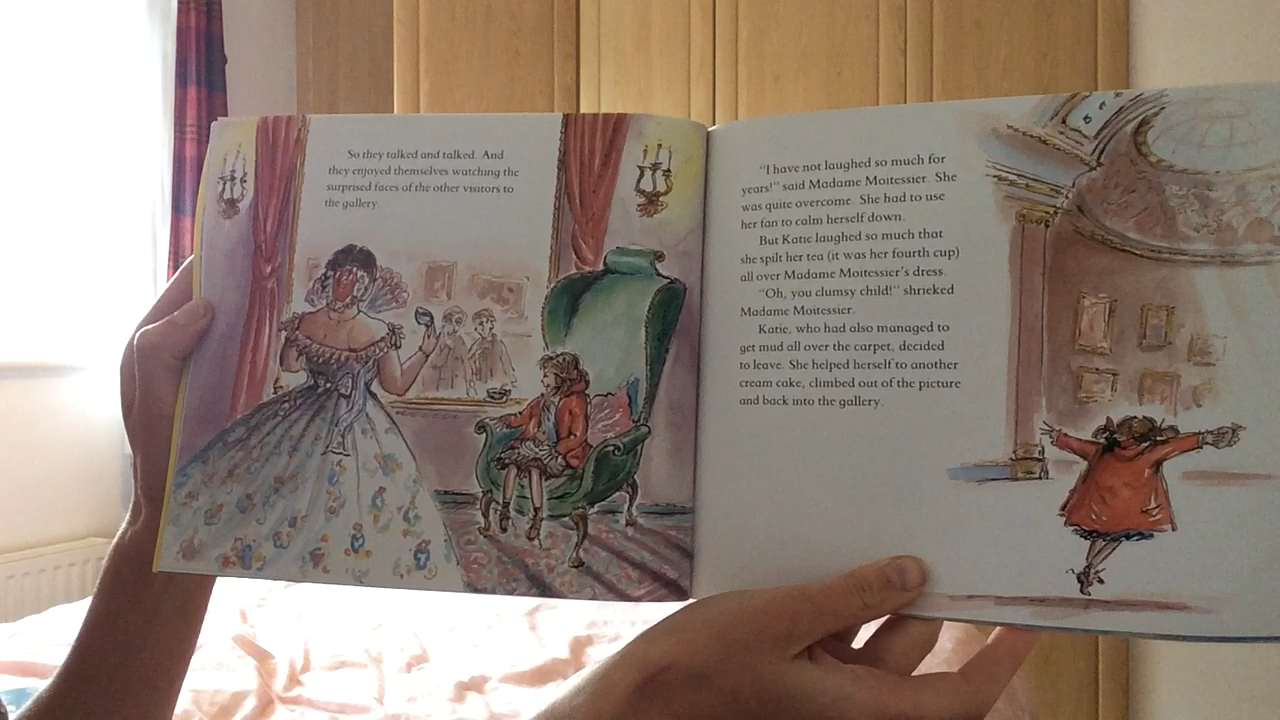 So they talked and talked. And
they enjoyed themselves watching the
surprised faces of the other visitors to
the gallery.
"I have not laughed so much for
years!" said Madame Moitessier. She
was quite overcome. She had to use
her fan to calm herself down.
But Katie laughed so much that
she spilt her tea (it was her fourth cup)
all over Madame Moitessier's dress.
"Oh, you clumsy child!" shrieked
Madame Moitessier.
Katie, who had also managed to
get mud all over the carpet, decided
to leave. She helped herself to another
cream cake, climbed out of the picture
and back into the gallery.